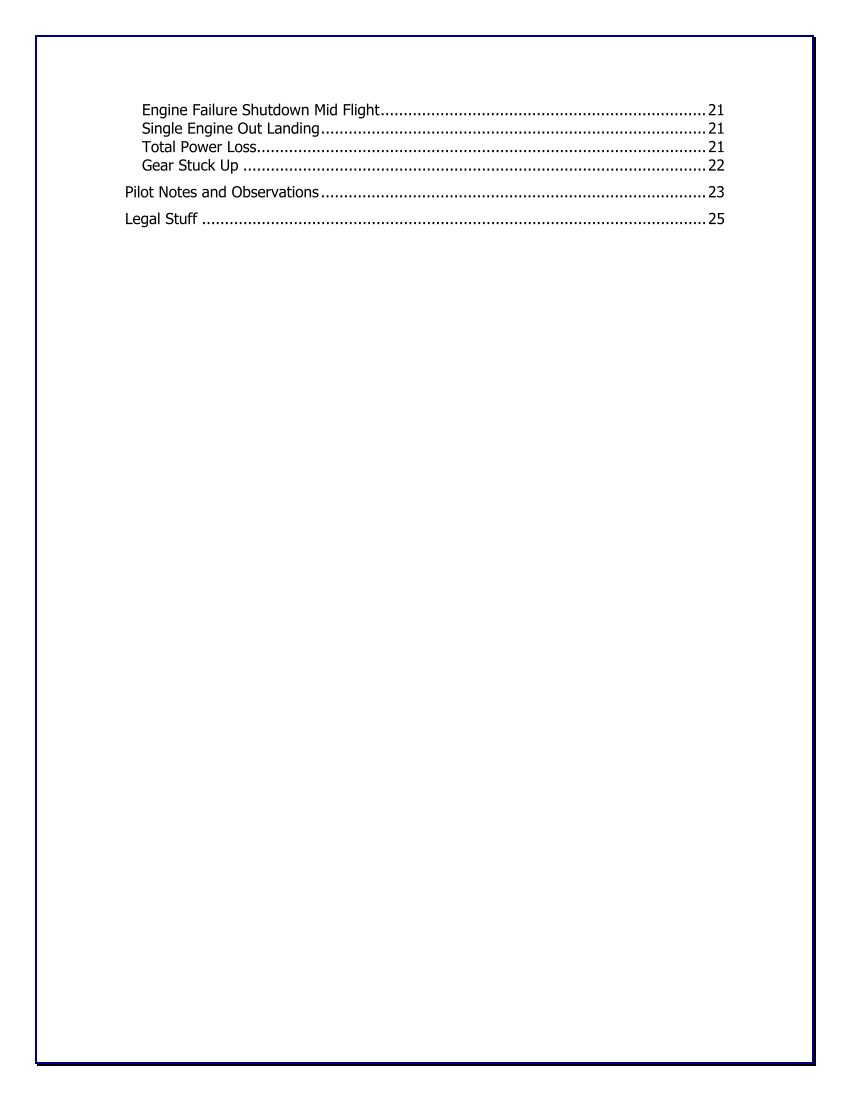 Engine Failure Shutdown Mid Flight.......................................................................21
Single Engine Out Landing....................................................................................21
Total Power Loss..................................................................................................21
Gear Stuck Up .....................................................................................................22
Pilot Notes and Observations....................................................................................23
Legal Stuff ..............................................................................................................25